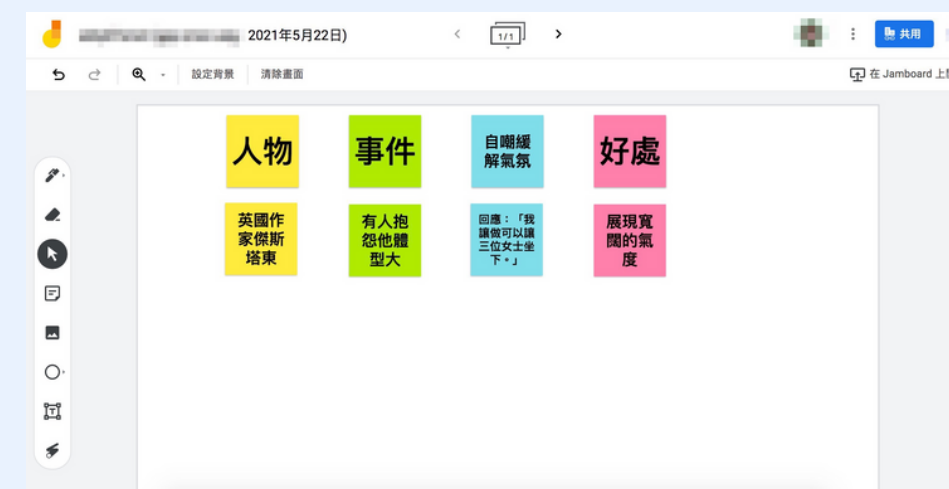 2021年5月22日)
1/1
共用
設定背景
清除畫面
在 Jamboard 上
人物
事件
自嘲緩
解氣氛
好處
英國作
家傑斯
塔東
有人抱
怨他體
型大
回應：「我
讓做可以讓
三位女士坐
下。」
展現寬
闊的氣
度